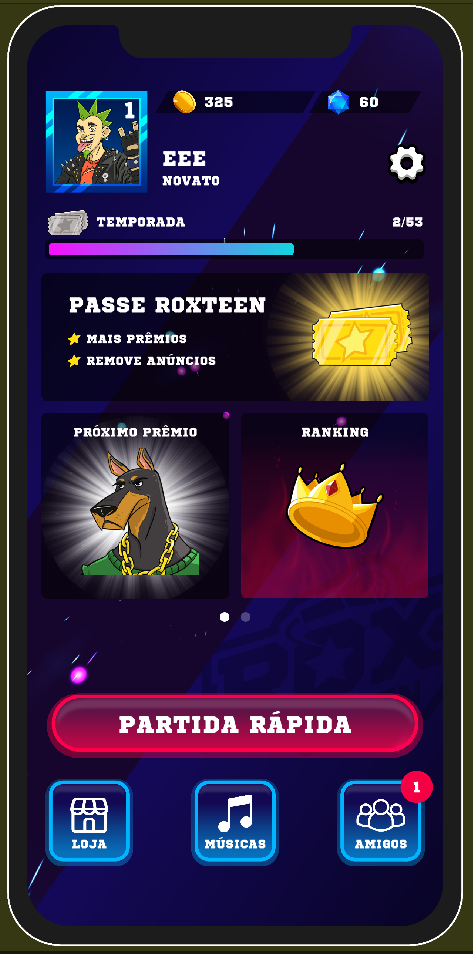 1
325
60
EEE
NOVATO
TEMPORADA
2/53
PASSE ROXTEEN
MAIS PRÊMIOS
REMOVE ANÚNCIOS
PRÓXIMO PRÊMIO
RANKING
PARTIDA RÁPIDA
1
LOJA
MÚSICAS
AMIGOS